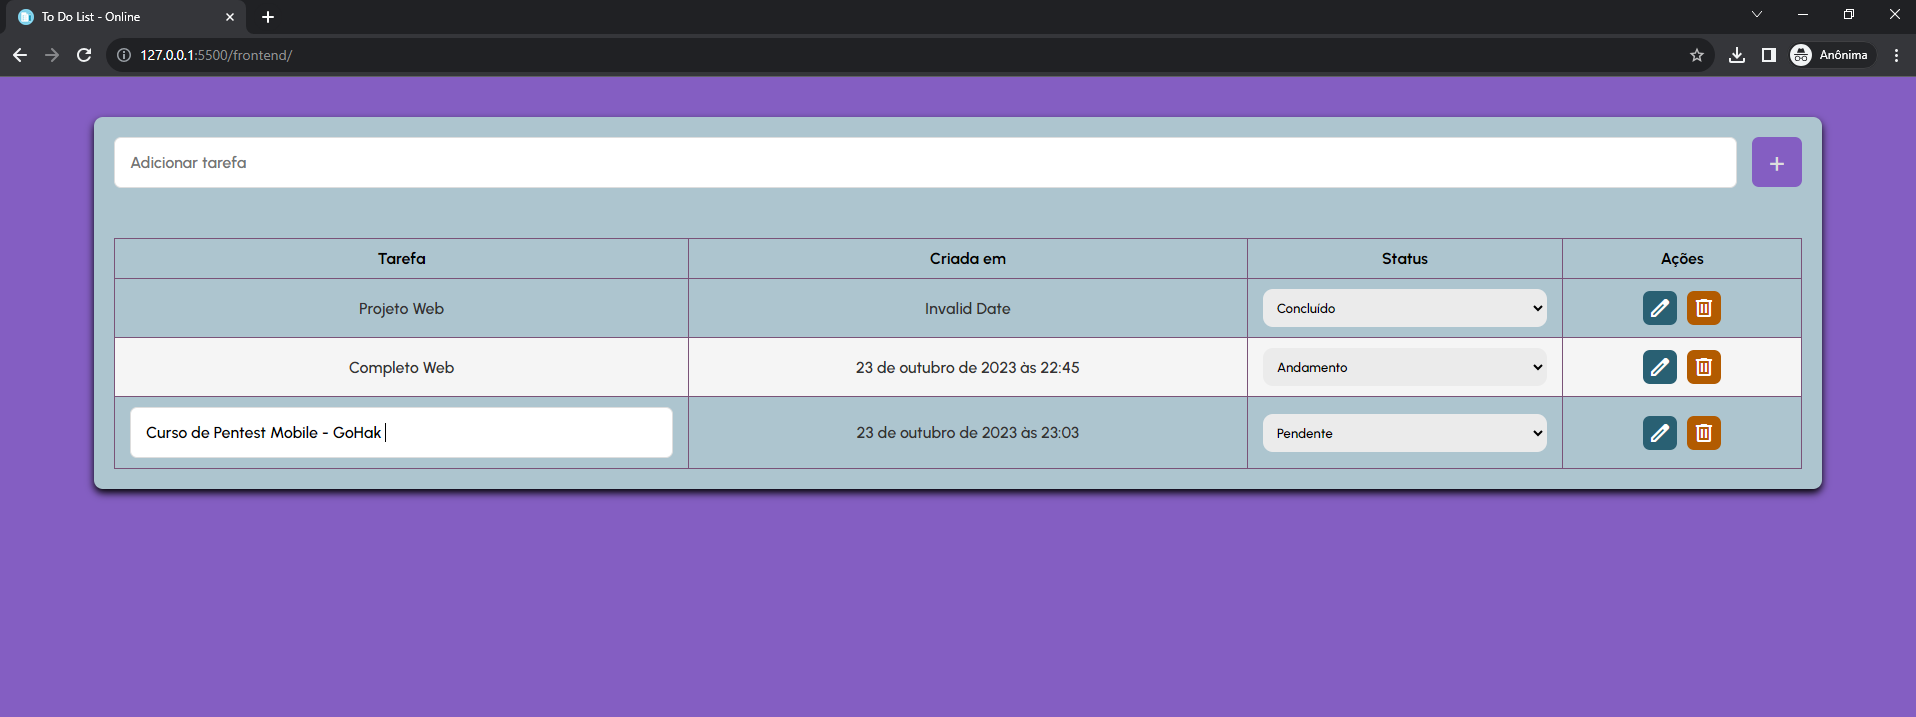 To Do List - Online
127.0.0.1:5500/frontend/
Anônima
Adicionar tarefa
+
Tarefa Criada em Status Ações
Projeto Web Invalid Date Concluído
Completo Web 23 de outubro de 2023 às 22:45 Andamento
Curso de Pentest Mobile - GoHak 23 de outubro de 2023 às 23:03 Pendente